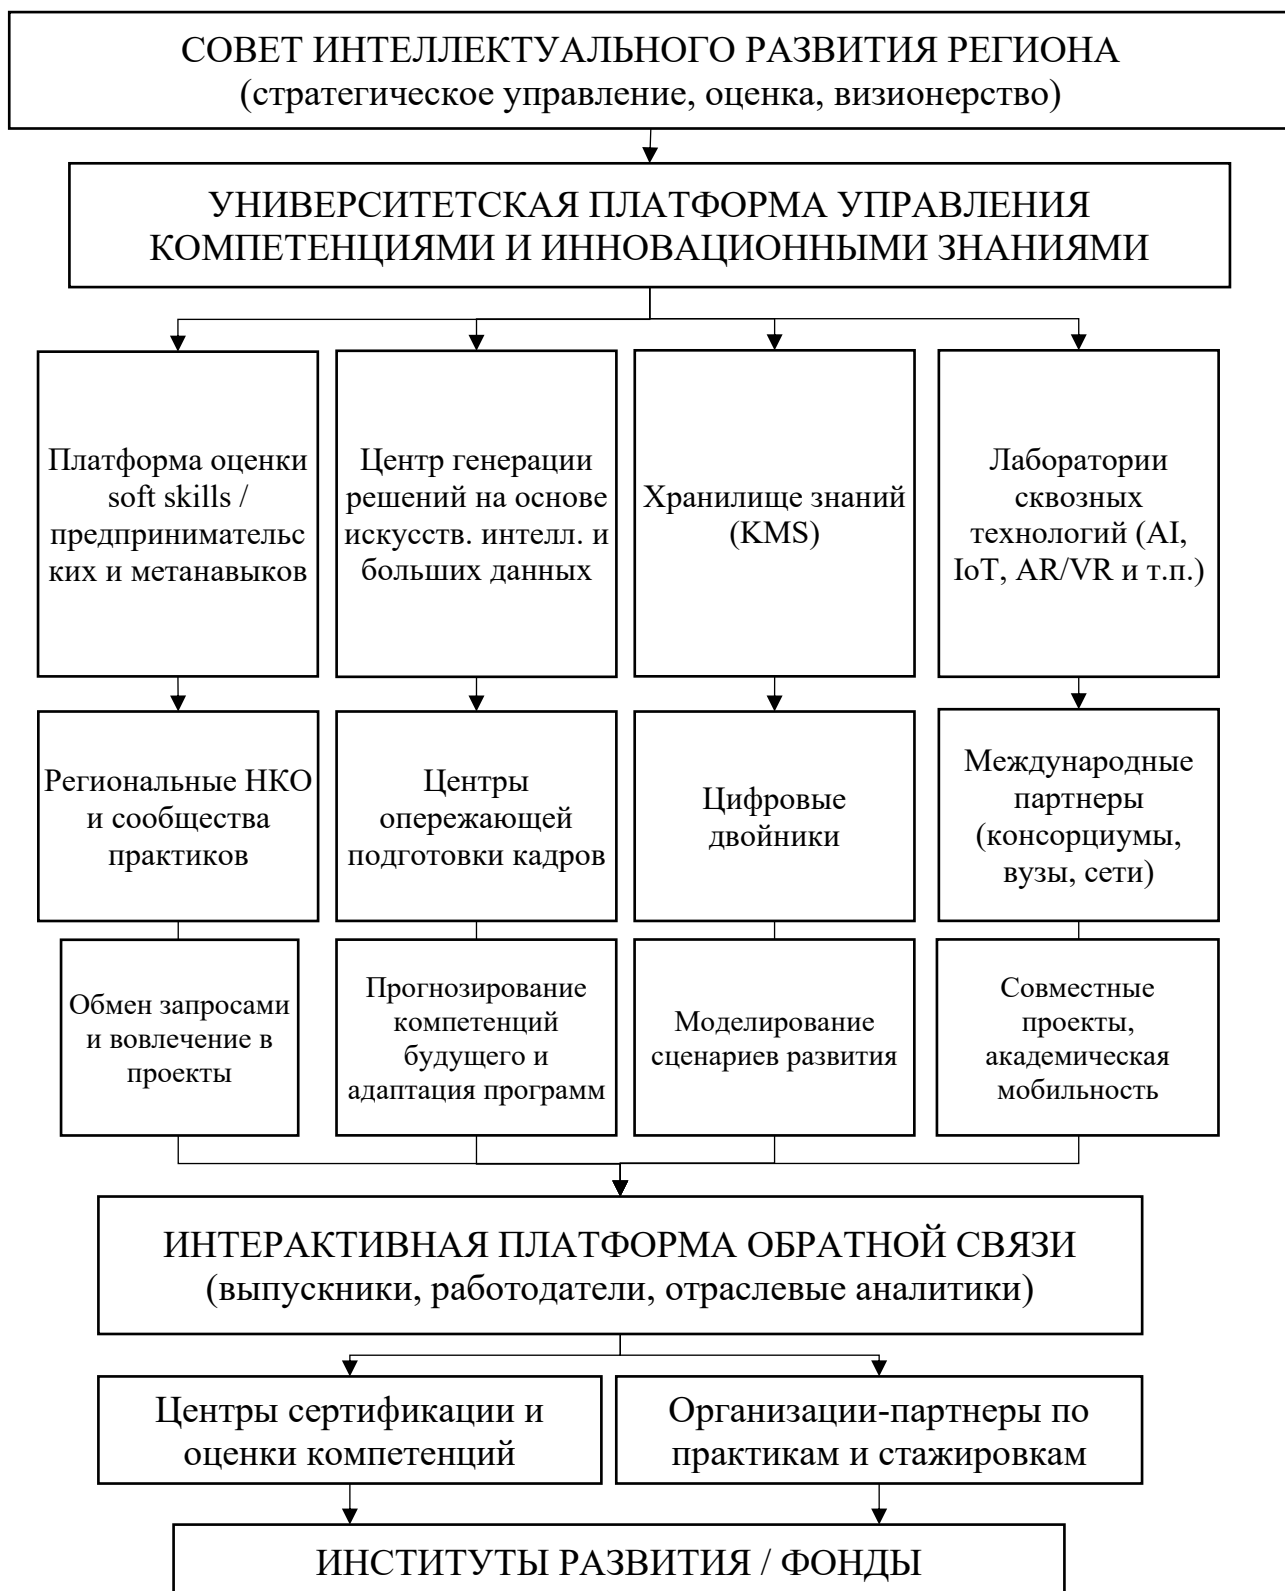 СОВЕТ ИНТЕЛЛЕКТУАЛЬНОГО РАЗВИТИЯ РЕГИОНА
(стратегическое управление, оценка, визионерство)
УНИВЕРСИТЕТСКАЯ ПЛАТФОРМА УПРАВЛЕНИЯ
КОМПЕТЕНЦИЯМИ И ИННОВАЦИОННЫМИ ЗНАНИЯМИ
Платформа оценки
soft skills /
предпринимательс
ких и метанавыков
Центр генерации
решений на основе
искусств. интелл. и
больших данных
Хранилище знаний
(KMS)
Лаборатории
сквозных
технологий (AI,
IoT, AR/VR и т.п.)
Региональные НКО
и сообщества
практиков
Центры
опережающей
подготовки кадров
Цифровые
двойники
Международные
партнеры
(консорциумы,
вузы, сети)
Обмен запросами
и вовлечение в
проекты
Прогнозирование
компетенций
будущего и
адаптация программ
Моделирование
сценариев развития
Совместные
проекты,
академическая
мобильность
ИНТЕРАКТИВНАЯ ПЛАТФОРМА ОБРАТНОЙ СВЯЗИ
(выпускники, работодатели, отраслевые аналитики)
Центры сертификации и
оценки компетенций
Организации-партнеры по
практикам и стажировкам
ИНСТИТУТЫ РАЗВИТИЯ / ФОНДЫ